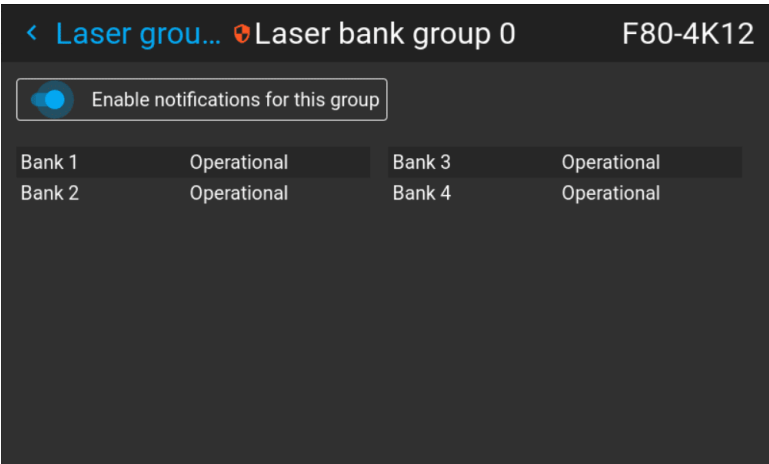 Laser grou... Laser bank group 0 F80-4K12
Enable notifications for this group
Bank 1 Operational Bank 3 Operational
Bank 2 Operational Bank 4 Operational